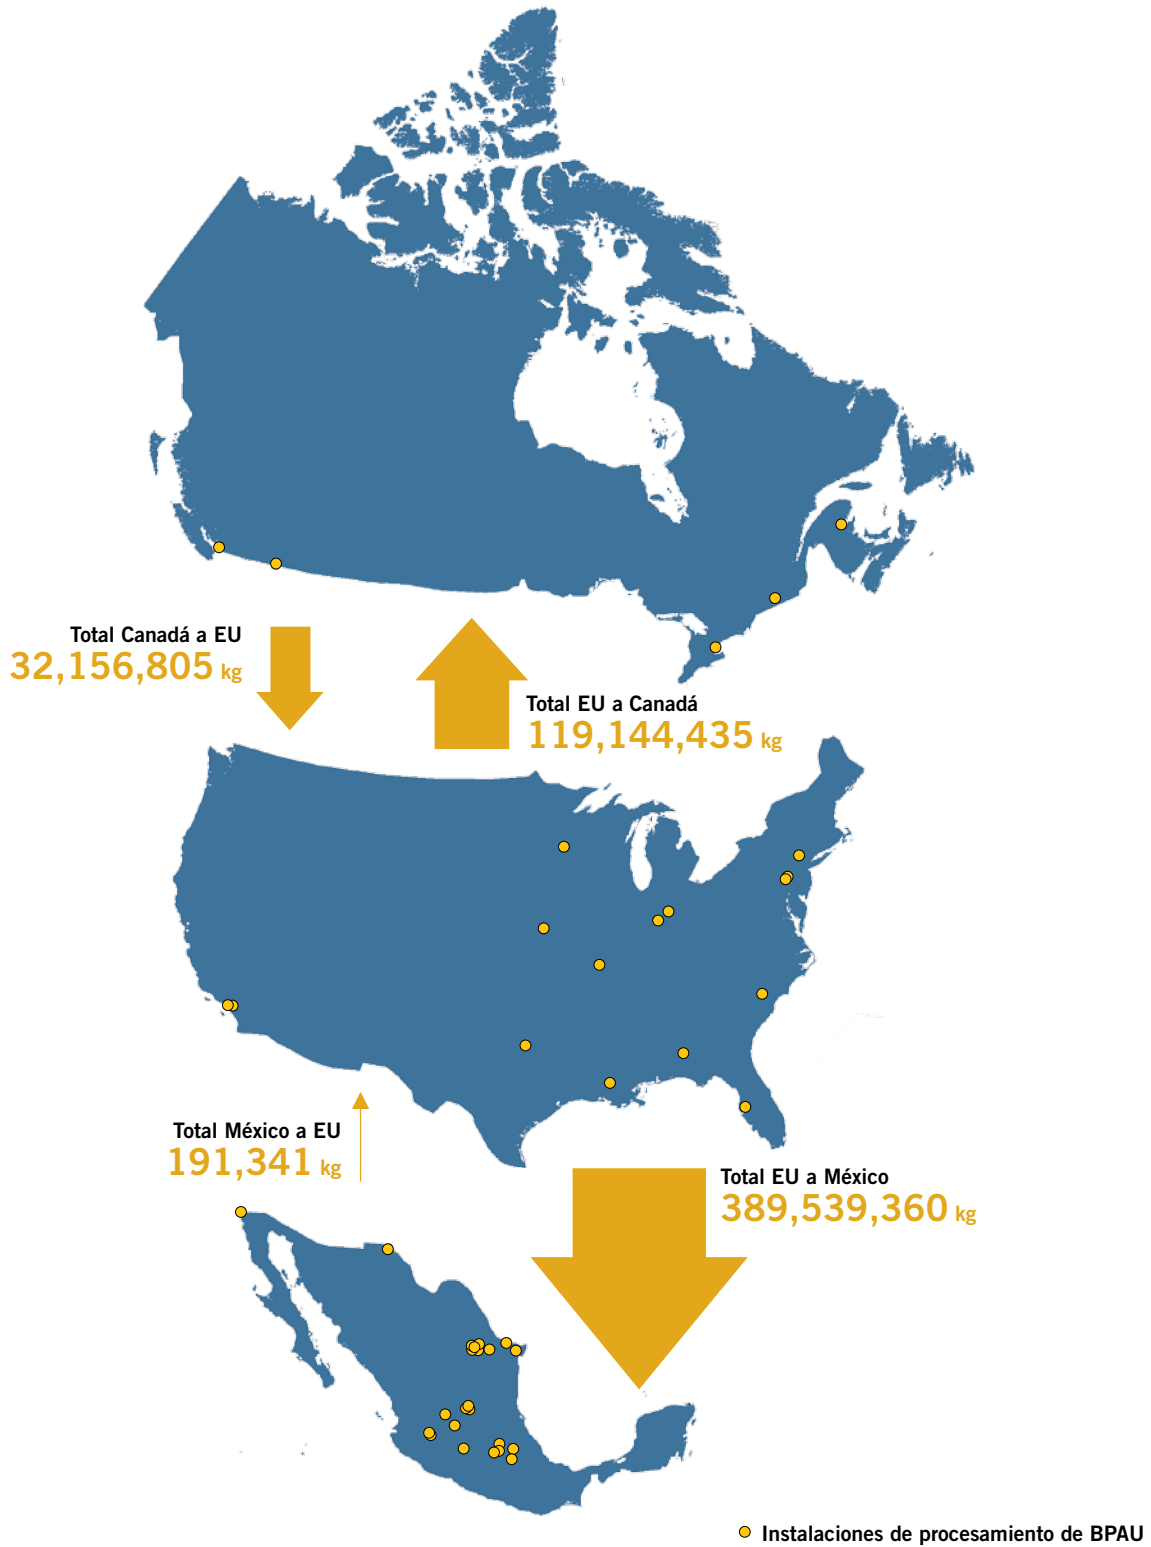 Total Canadá a EU
32,156,805 kg
Total EU a Canadá
119,144,435 kg
Total México a EU
191,341 kg
Total EU a México
389,539,360 kg
Instalaciones de procesamiento de BPAU